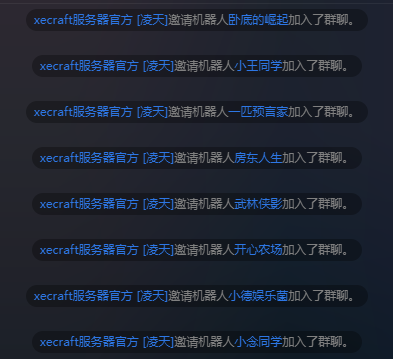 xecraft服务器官方 [凌天]邀请机器人卧底的崛起加入了群聊。
xecraft服务器官方 [凌天]邀请机器人小王同学加入了群聊。
xecraft服务器官方 [凌天]邀请机器人一匹预言家加入了群聊。
xecraft服务器官方 [凌天]邀请机器人房东人生加入了群聊。
xecraft服务器官方 [凌天]邀请机器人武林侠影加入了群聊。
xecraft服务器官方 [凌天]邀请机器人开心农场加入了群聊。
xecraft服务器官方 [凌天]邀请机器人小德娱乐菌加入了群聊。
xecraft服务器官方 [凌天]邀请机器人小念同学加入了群聊。